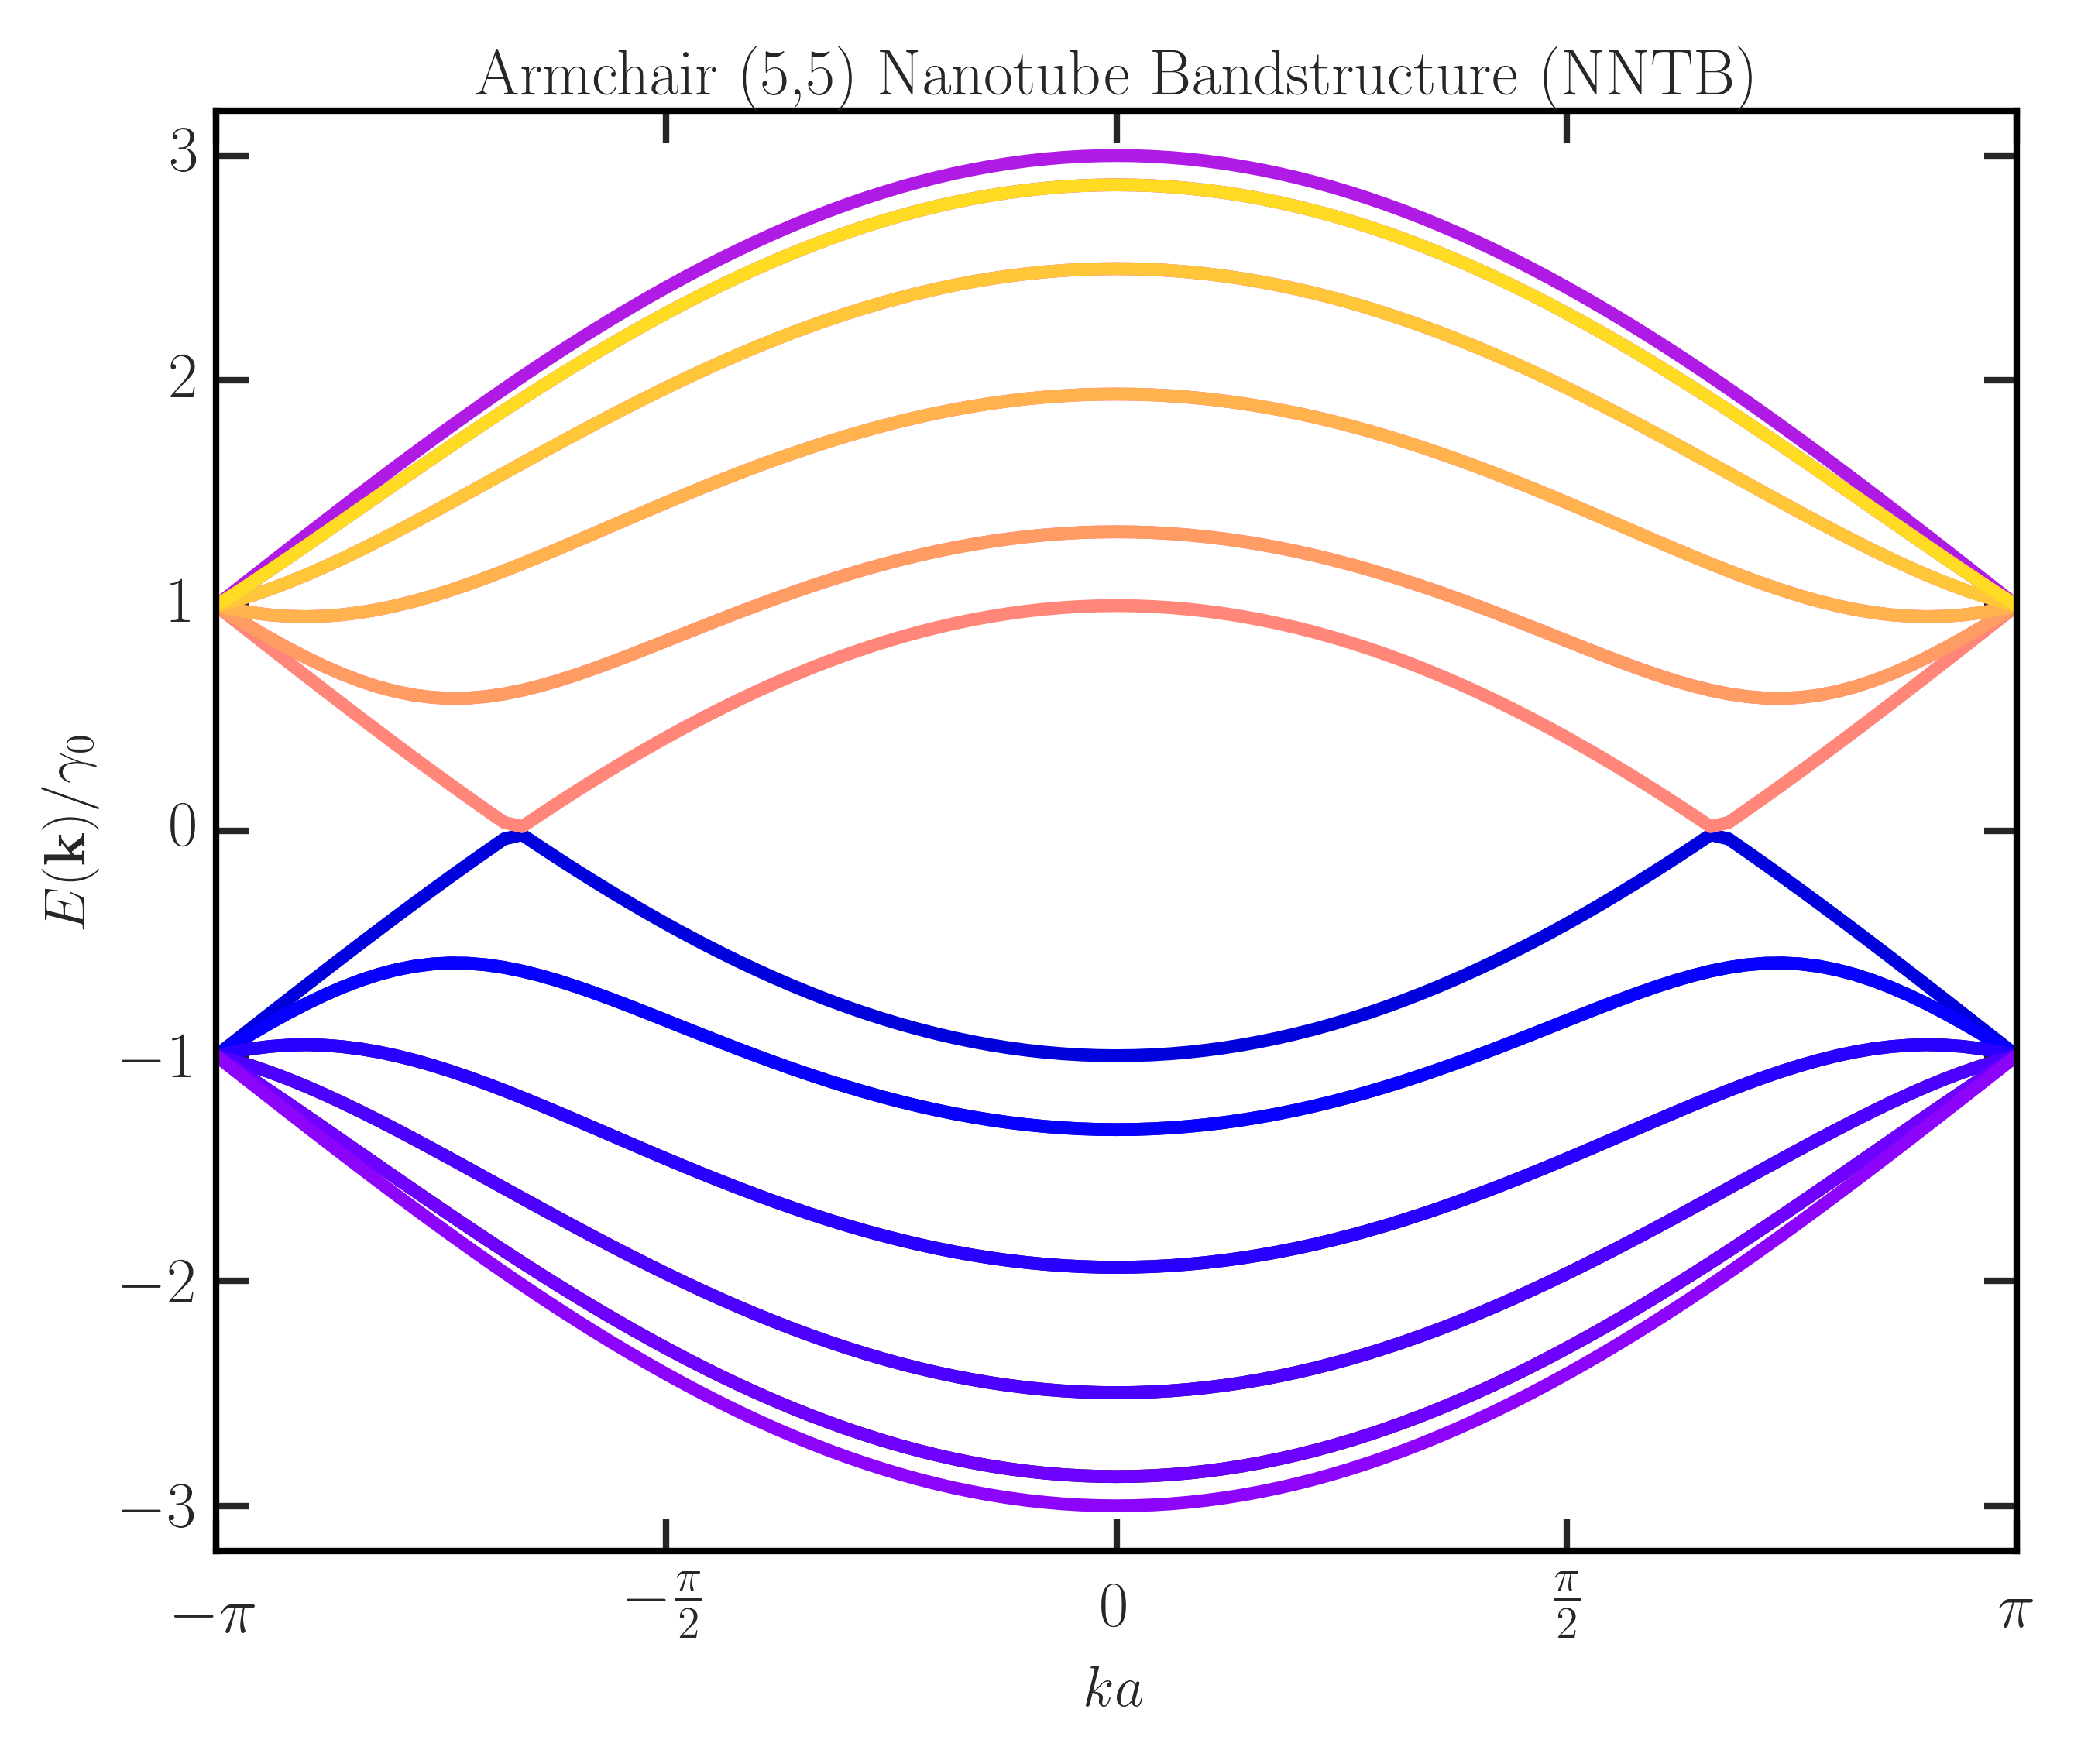 Armchair (5,5) Nanotube Bandstructure (NNTB)
3
2
1
0
−1
−2
−3
E(k)/γ₀
−π
−π/2
0
π/2
π
ka